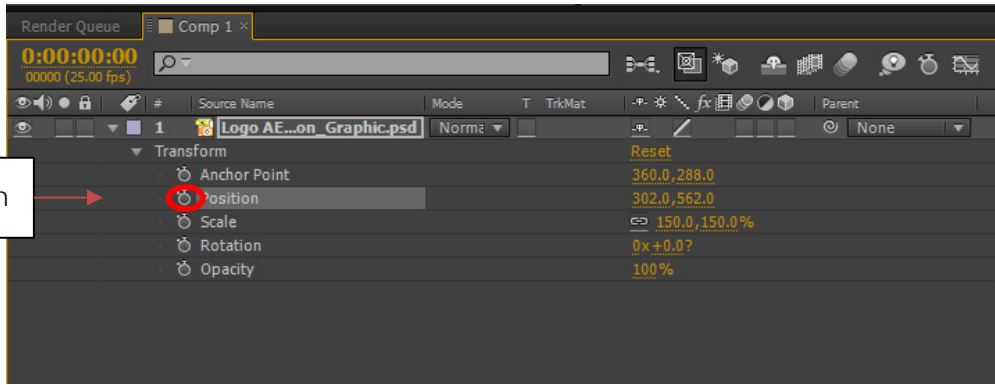 Render Queue Comp 1 ×
0:00:00:00
00000 (25.00 fps)
# Source Name Mode T TrkMat fx Parent
1 Logo AE...on_Graphic.psd Norma None
Transform Reset
Anchor Point 360.0,288.0
n Position 302.0,562.0
Scale 150.0,150.0%
Rotation 0x+0.0?
Opacity 100%